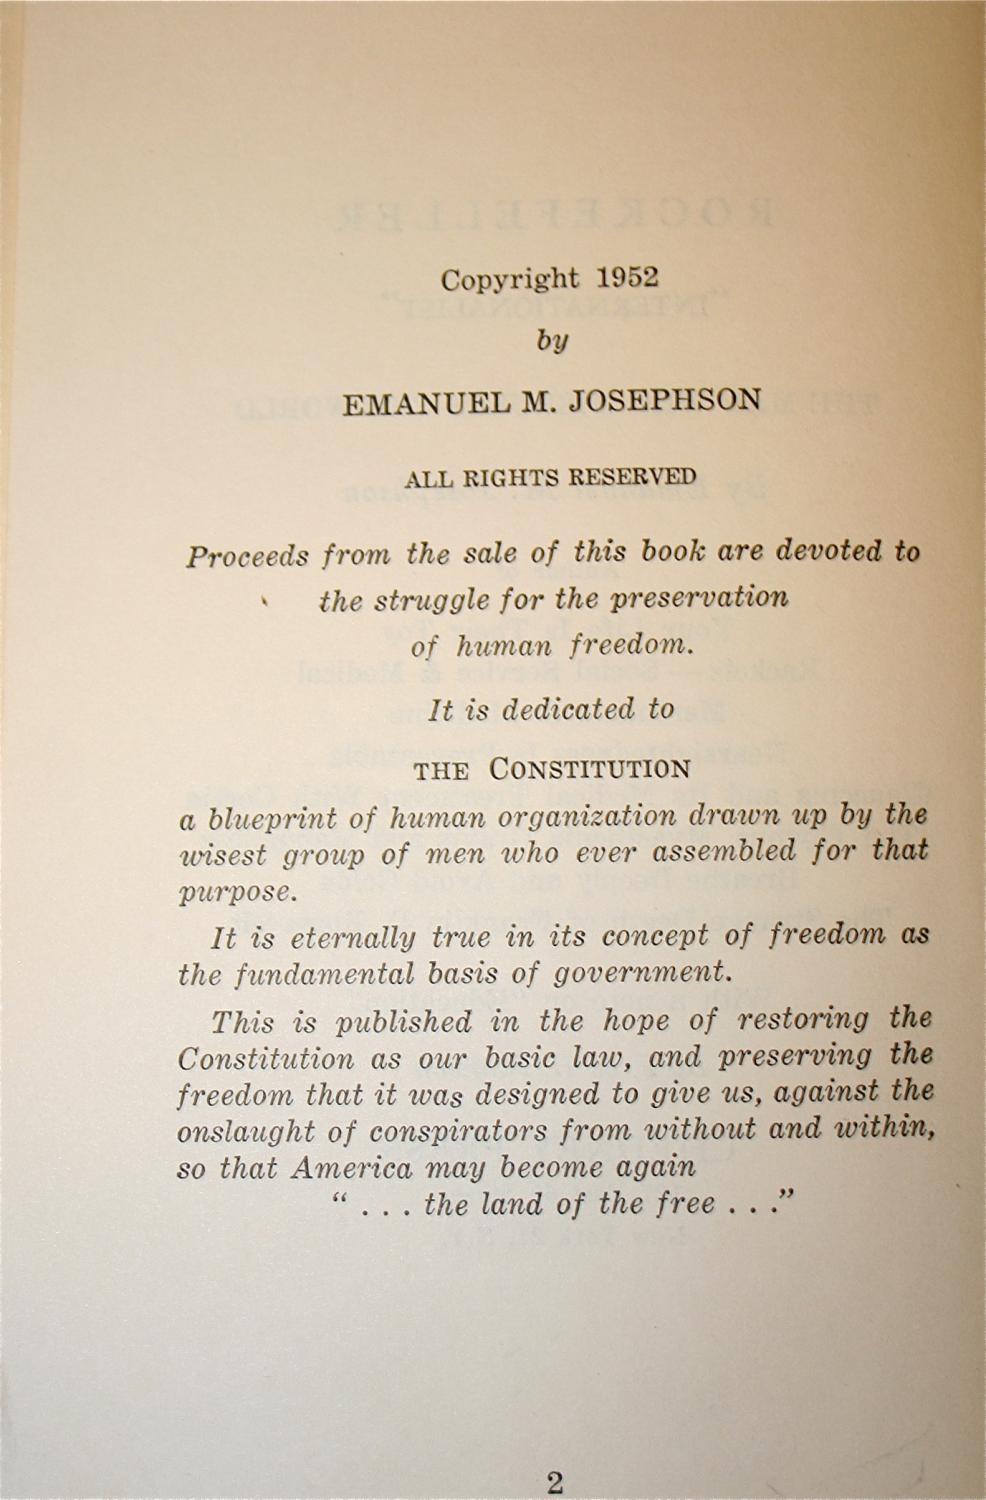 Copyright 1952
by
EMANUEL M. JOSEPHSON
ALL RIGHTS RESERVED
Proceeds from the sale of this book are devoted to
the struggle for the preservation
of human freedom.
It is dedicated to
THE CONSTITUTION
a blueprint of human organization drawn up by the
wisest group of men who ever assembled for that
purpose.
It is eternally true in its concept of freedom as
the fundamental basis of government.
This is published in the hope of restoring the
Constitution as our basic law, and preserving the
freedom that it was designed to give us, against the
onslaught of conspirators from without and within,
so that America may become again
“ . . . the land of the free . . .”
2